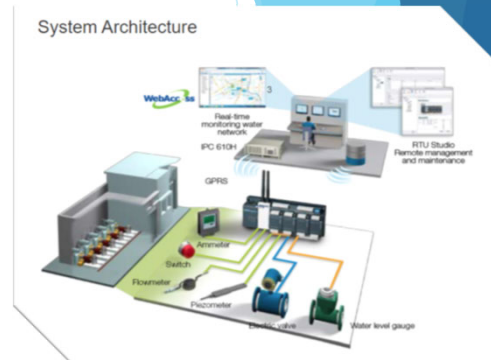 System Architecture
WebAccess
3
Real-time
monitoring water
network
IPC 610H
RTU Studio
Remote management
and maintenance
GPRS
Ammeter
Switch
Flowmeter
Piezometer
Electric valve
Water level gauge